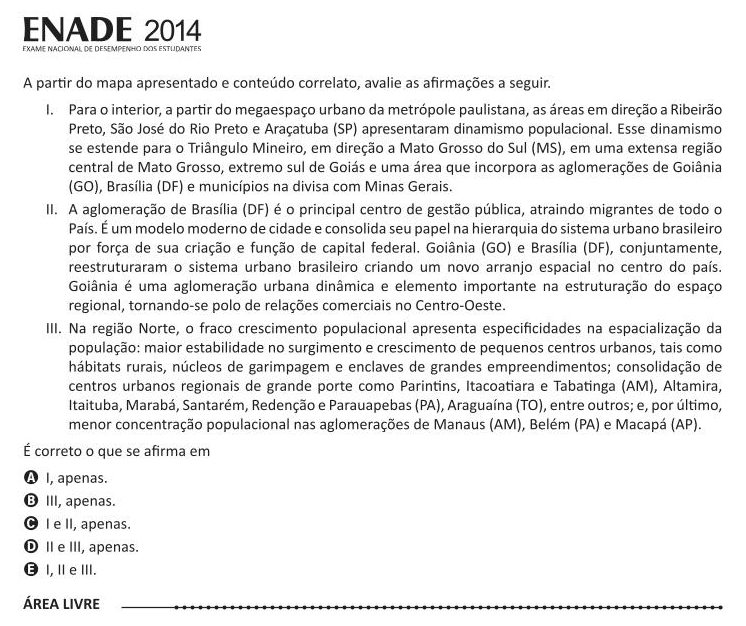 ENADE 2014
EXAME NACIONAL DE DESEMPENHO DOS ESTUDANTES
A partir do mapa apresentado e conteúdo correlato, avalie as afirmações a seguir.
I. Para o interior, a partir do megaespaço urbano da metrópole paulistana, as áreas em direção a Ribeirão
Preto, São José do Rio Preto e Araçatuba (SP) apresentaram dinamismo populacional. Esse dinamismo
se estende para o Triângulo Mineiro, em direção a Mato Grosso do Sul (MS), em uma extensa região
central de Mato Grosso, extremo sul de Goiás e uma área que incorpora as aglomerações de Goiânia
(GO), Brasília (DF) e municípios na divisa com Minas Gerais.
II. A aglomeração de Brasília (DF) é o principal centro de gestão pública, atraindo migrantes de todo o
País. É um modelo moderno de cidade e consolida seu papel na hierarquia do sistema urbano brasileiro
por força de sua criação e função de capital federal. Goiânia (GO) e Brasília (DF), conjuntamente,
reestruturaram o sistema urbano brasileiro criando um novo arranjo espacial no centro do país.
Goiânia é uma aglomeração urbana dinâmica e elemento importante na estruturação do espaço
regional, tornando-se polo de relações comerciais no Centro-Oeste.
III. Na região Norte, o fraco crescimento populacional apresenta especificidades na espacialização da
população: maior estabilidade no surgimento e crescimento de pequenos centros urbanos, tais como
hábitats rurais, núcleos de garimpagem e enclaves de grandes empreendimentos; consolidação de
centros urbanos regionais de grande porte como Parintins, Itacoatiara e Tabatinga (AM), Altamira,
Itaituba, Marabá, Santarém, Redenção e Parauapebas (PA), Araguaína (TO), entre outros; e, por último,
menor concentração populacional nas aglomerações de Manaus (AM), Belém (PA) e Macapá (AP).
É correto o que se afirma em
A I, apenas.
B III, apenas.
C I e II, apenas.
D II e III, apenas.
E I, II e III.
ÁREA LIVRE